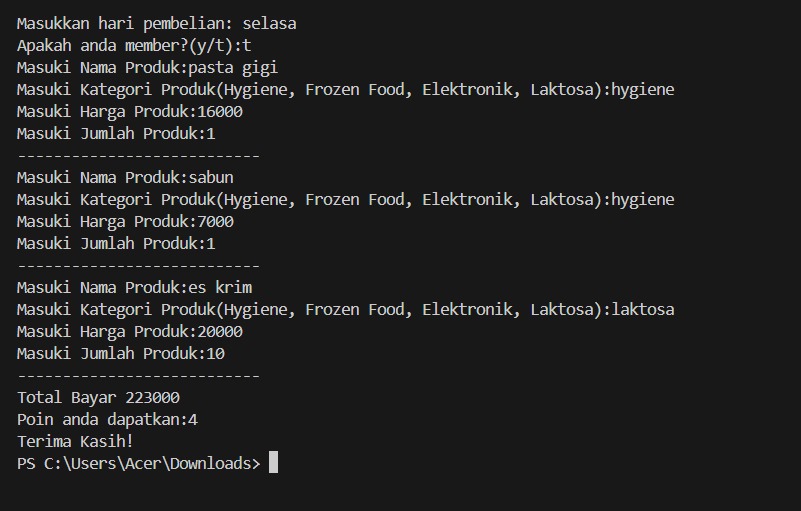 Masukkan hari pembelian: selasa
Apakah anda member?(y/t):t
Masuki Nama Produk:pasta gigi
Masuki Kategori Produk(Hygiene, Frozen Food, Elektronik, Laktosa):hygiene
Masuki Harga Produk:16000
Masuki Jumlah Produk:1
---------------------------
Masuki Nama Produk:sabun
Masuki Kategori Produk(Hygiene, Frozen Food, Elektronik, Laktosa):hygiene
Masuki Harga Produk:7000
Masuki Jumlah Produk:1
---------------------------
Masuki Nama Produk:es krim
Masuki Kategori Produk(Hygiene, Frozen Food, Elektronik, Laktosa):laktosa
Masuki Harga Produk:20000
Masuki Jumlah Produk:10
---------------------------
Total Bayar 223000
Poin anda dapatkan:4
Terima Kasih!
PS C:\Users\Acer\Downloads>